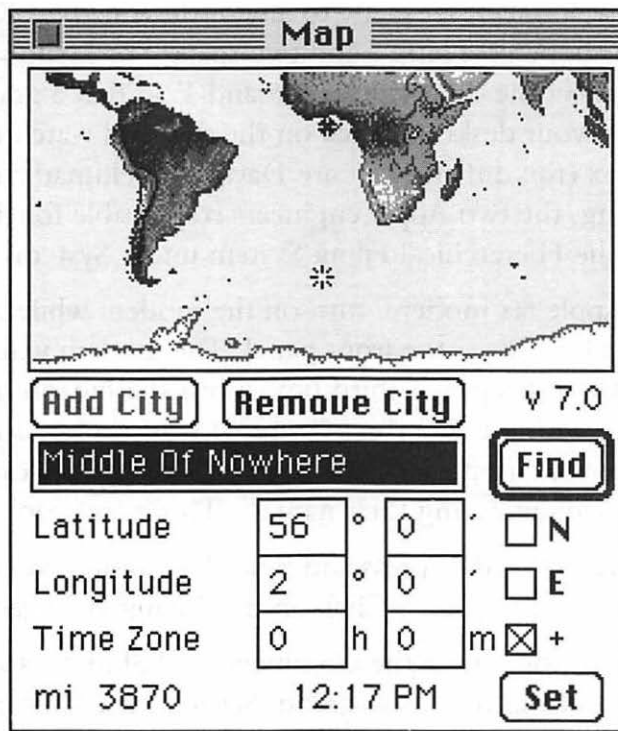 Map
Add City Remove City v 7.0
Middle Of Nowhere Find
Latitude 56 ° 0 ´ N
Longitude 2 ° 0 ´ E
Time Zone 0 h 0 m +
mi 3870 12:17 PM Set